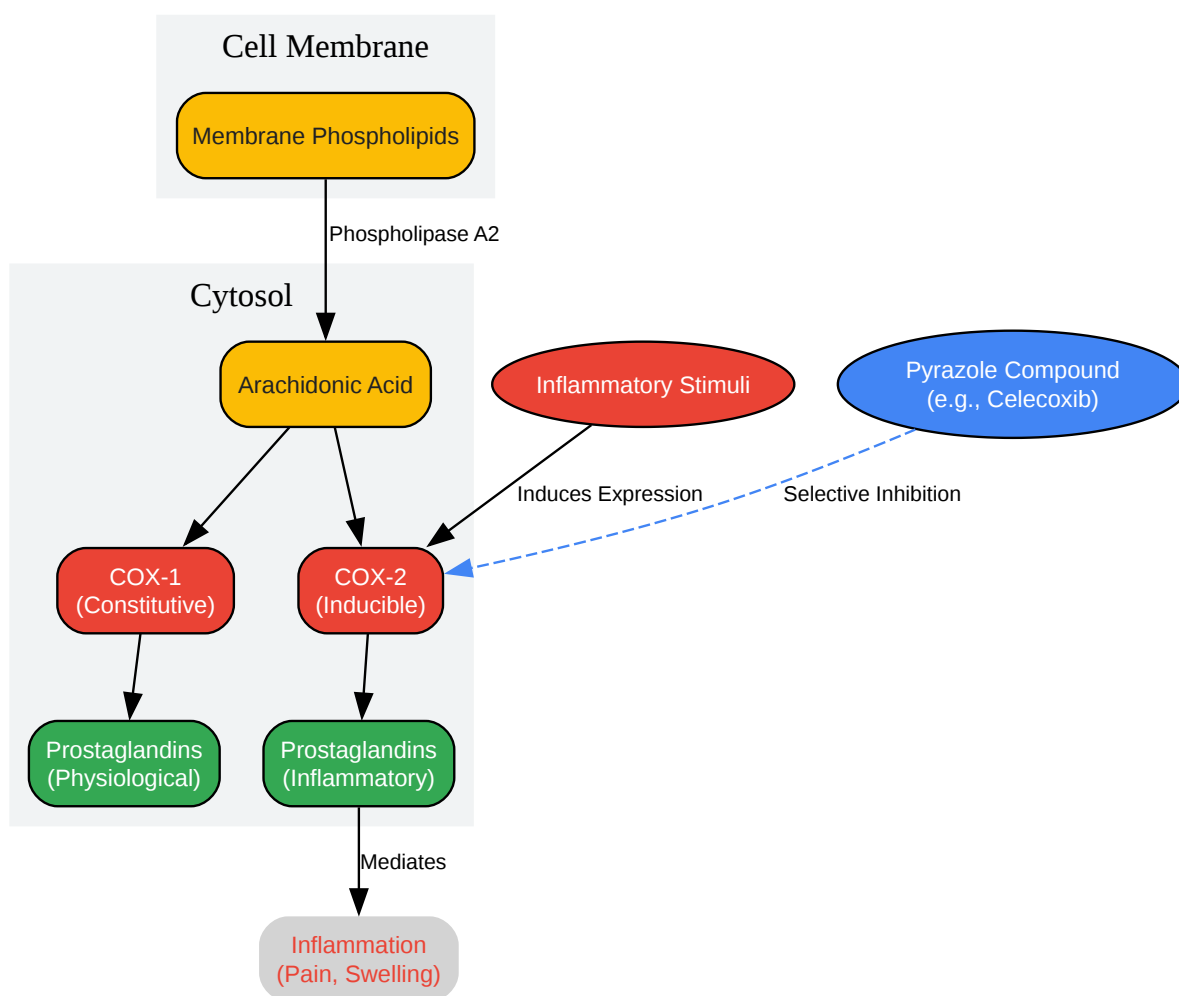 Cell Membrane
Membrane Phospholipids
Phospholipase A2
Cytosol
Arachidonic Acid
Inflammatory Stimuli
Pyrazole Compound
(e.g., Celecoxib)
Induces Expression
Selective Inhibition
COX-1
(Constitutive)
COX-2
(Inducible)
Prostaglandins
(Physiological)
Prostaglandins
(Inflammatory)
Mediates
Inflammation
(Pain, Swelling)